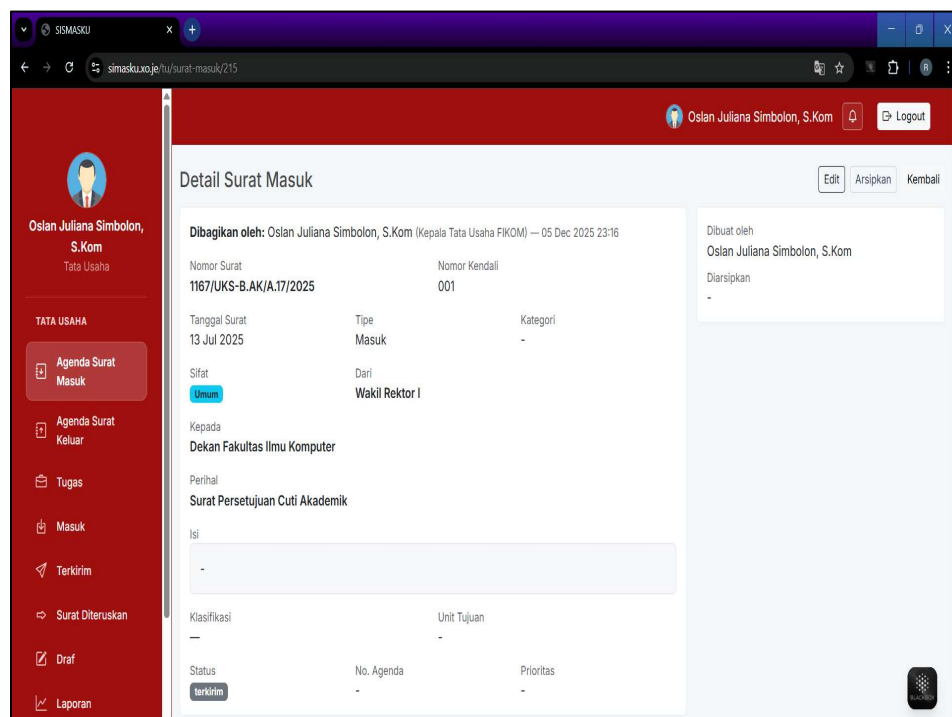 SISMASKU
simasku.xo.je/tu/surat-masuk/215
Oslan Juliana Simbolon, S.Kom
Logout
Oslan Juliana Simbolon,
S.Kom
Tata Usaha
TATA USAHA
Agenda Surat
Masuk
Agenda Surat
Keluar
Tugas
Masuk
Terkirim
Surat Diteruskan
Draf
Laporan
Detail Surat Masuk
Edit Arsipkan Kembali
Dibagikan oleh: Oslan Juliana Simbolon, S.Kom (Kepala Tata Usaha FIKOM) — 05 Dec 2025 23:16
Nomor Surat Nomor Kendali
1167/UKS-B.AK/A.17/2025 001
Tanggal Surat Tipe Kategori
13 Jul 2025 Masuk -
Sifat Dari
Umum Wakil Rektor I
Kepada
Dekan Fakultas Ilmu Komputer
Perihal
Surat Persetujuan Cuti Akademik
Isi
-
Klasifikasi Unit Tujuan
— -
Status No. Agenda Prioritas
terkirim - -
Dibuat oleh
Oslan Juliana Simbolon, S.Kom
Diarsipkan
-
R
BLACKBOX